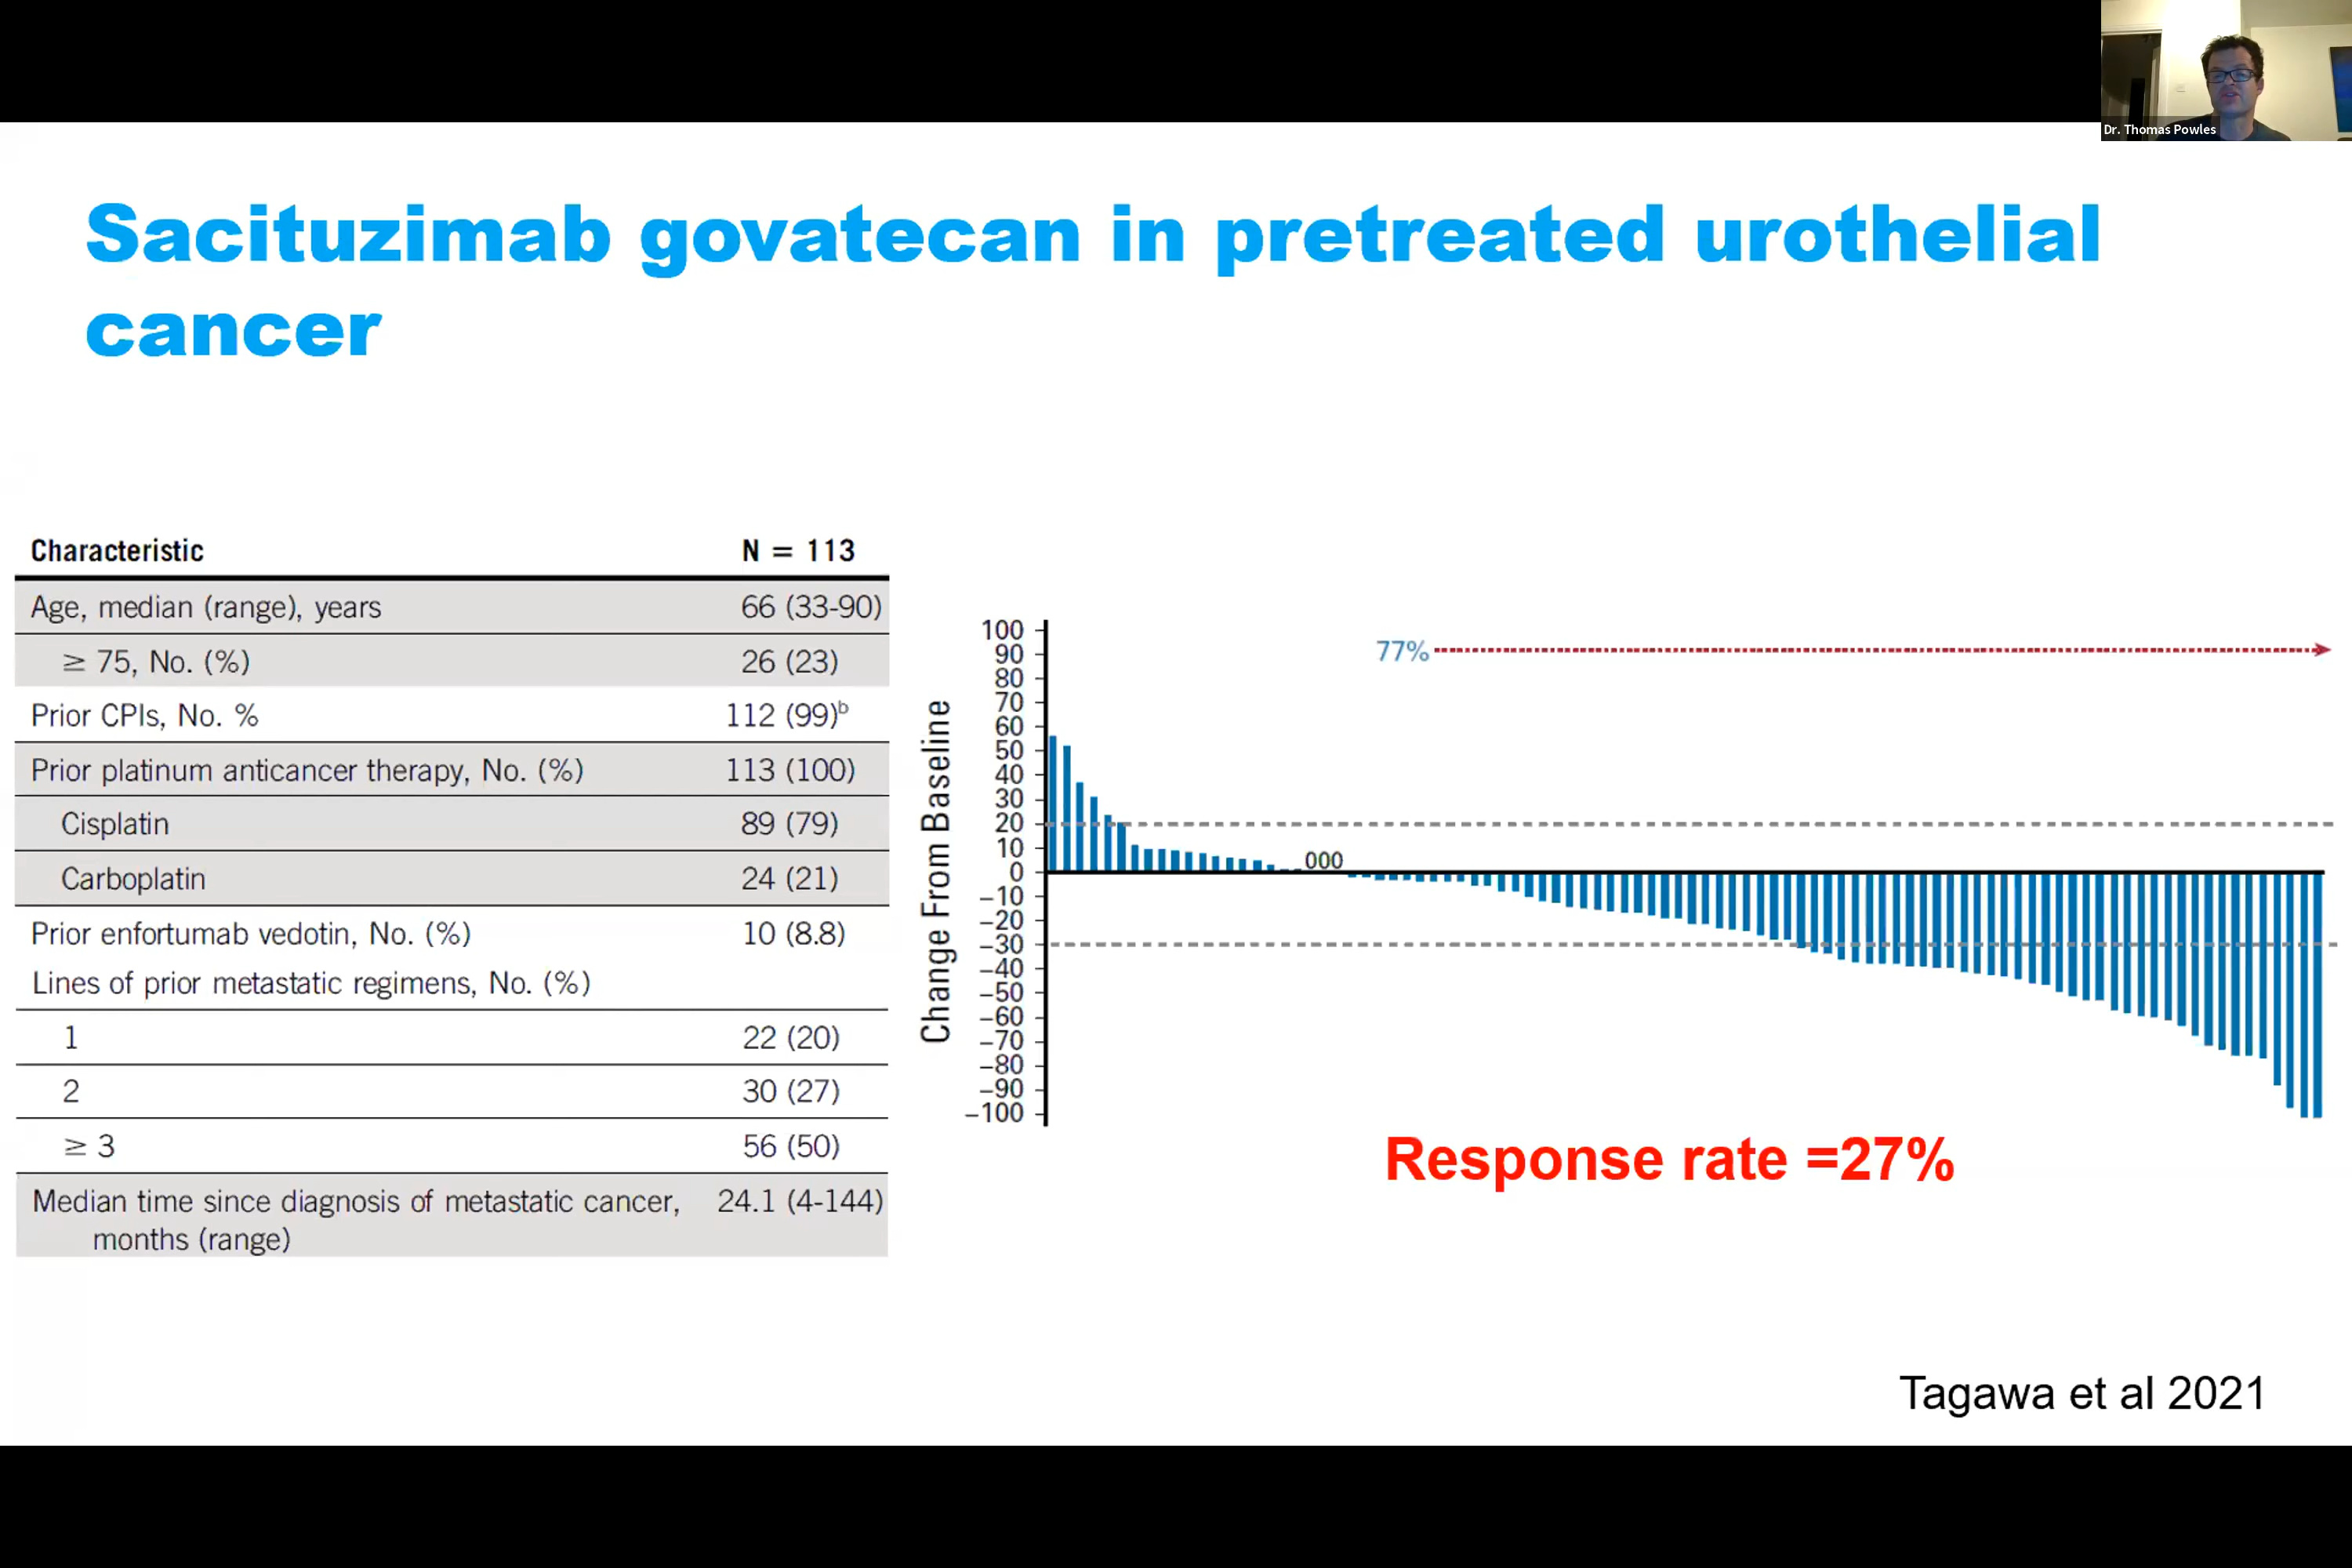 Dr. Thomas Powles
Sacituzimab govatecan in pretreated urothelial
cancer
Characteristic N = 113
Age, median (range), years 66 (33-90)
≥ 75, No. (%) 26 (23)
Prior CPIs, No. % 112 (99)b
Prior platinum anticancer therapy, No. (%) 113 (100)
Cisplatin 89 (79)
Carboplatin 24 (21)
Prior enfortumab vedotin, No. (%) 10 (8.8)
Lines of prior metastatic regimens, No. (%)
1 22 (20)
2 30 (27)
≥ 3 56 (50)
Median time since diagnosis of metastatic cancer, 24.1 (4-144)
months (range)
Change From Baseline
100
90
80
70
60
50
40
30
20
10
0
–10
–20
–30
–40
–50
–60
–70
–80
–90
–100
77%
000
Response rate =27%
Tagawa et al 2021